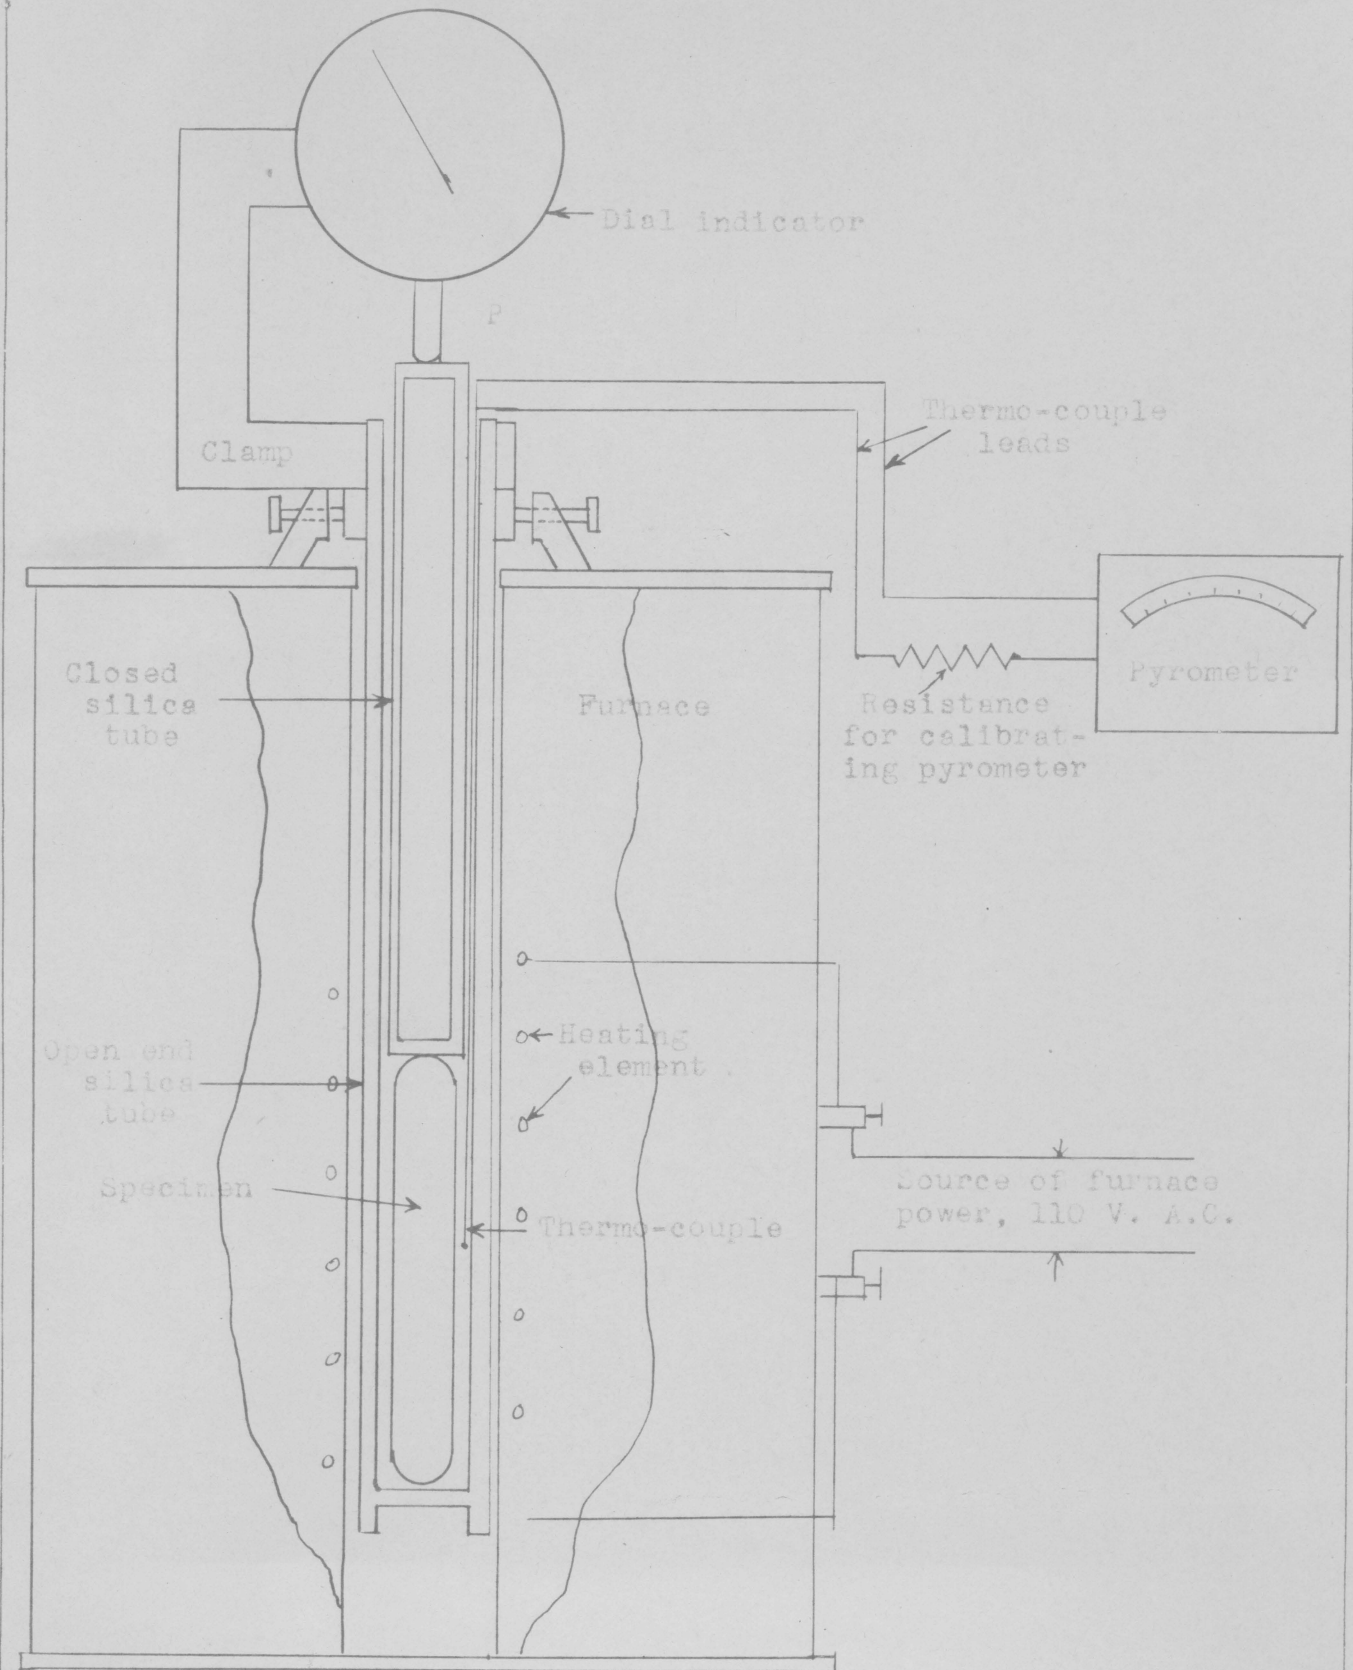 Dial indicator
P
Thermo-couple
leads
Clamp
Closed
silica
tube
Furnace
Pyrometer
Resistance
for calibrat-
ing pyrometer
Heating
element
Open end
silica
tube
Specimen
Thermo-couple
Source of furnace
power, 110 V. A.C.